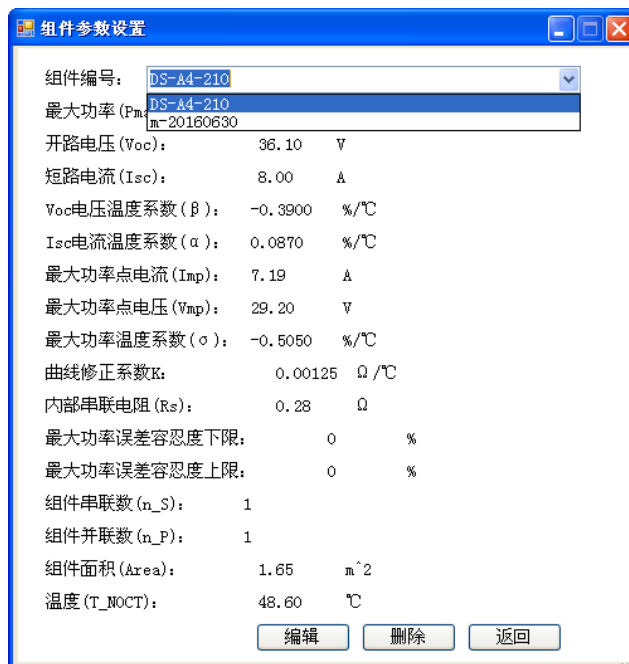 组件参数设置
组件编号： DS-A4-210
最大功率(Pma
DS-A4-210
m-20160630
开路电压(Voc)： 36.10 V
短路电流(Isc)： 8.00 A
Voc电压温度系数(β)： -0.3900 %/℃
Isc电流温度系数(α)： 0.0870 %/℃
最大功率点电流(Imp) 7.19 A
最大功率点电压(Vmp) 29.20 V
最大功率温度系数(σ)： -0.5050 %/℃
曲线修正系数K： 0.00125 Ω/℃
内部串联电阻(Rs)： 0.28 Ω
最大功率误差容忍度下限： 0 %
最大功率误差容忍度上限： 0 %
组件串联数(n_S)： 1
组件并联数(n_P)： 1
组件面积(Area)： 1.65 m^2
温度(T_NOCT)： 48.60 ℃
编辑 删除 返回